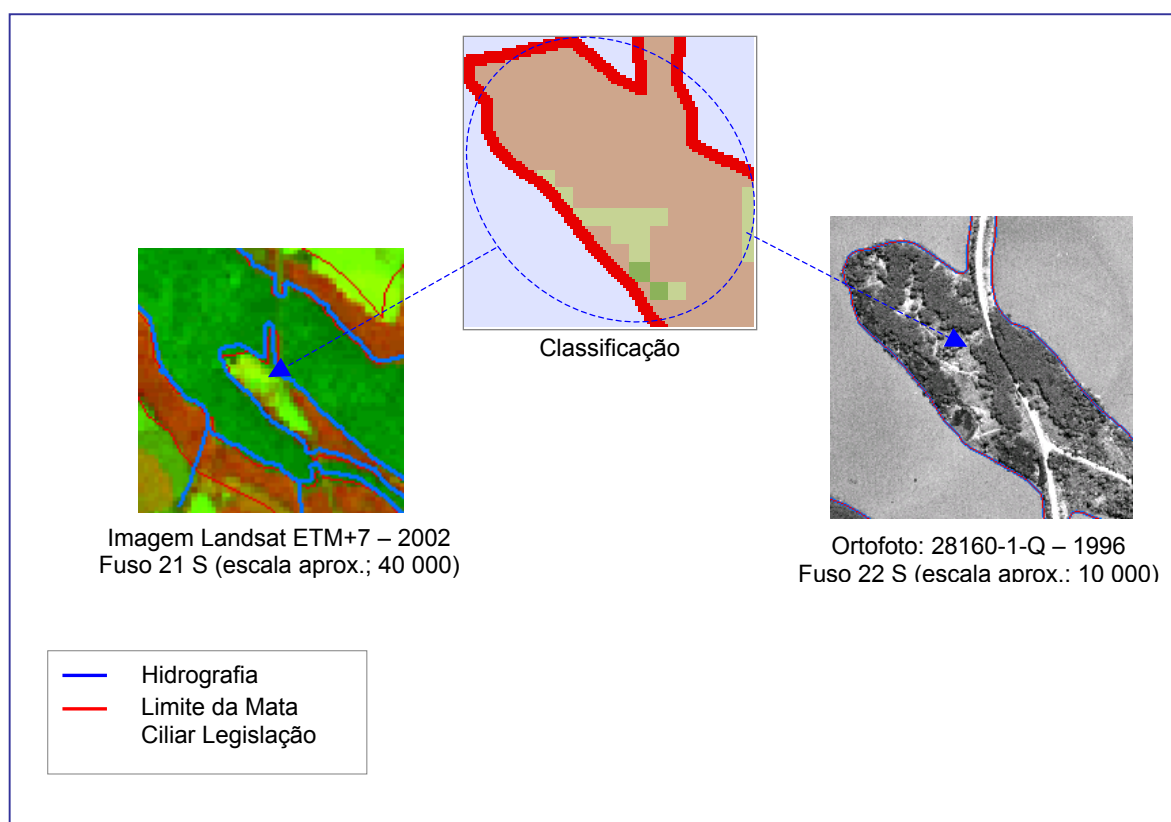 Classificação
Imagem Landsat ETM+7 – 2002
Fuso 21 S (escala aprox.; 40 000)
Ortofoto: 28160-1-Q – 1996
Fuso 22 S (escala aprox.: 10 000)
Hidrografia
Limite da Mata
Ciliar Legislação